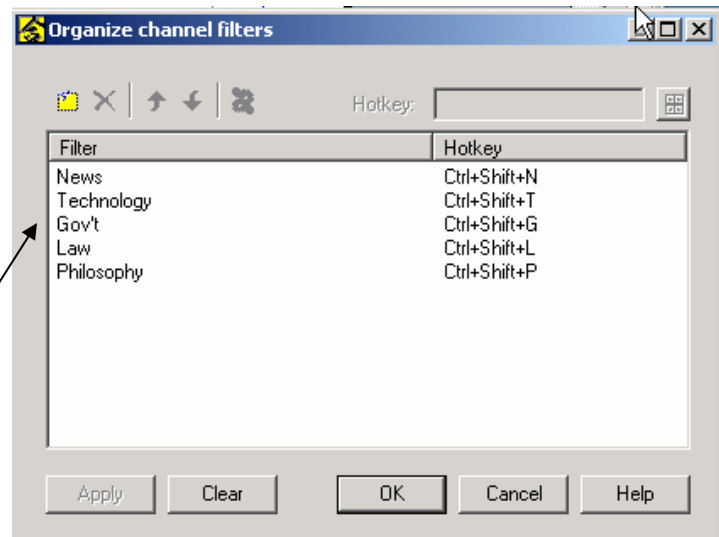 Organize channel filters
Hotkey:
Filter Hotkey
News Ctrl+Shift+N
Technology Ctrl+Shift+T
Gov't Ctrl+Shift+G
Law Ctrl+Shift+L
Philosophy Ctrl+Shift+P
Apply Clear OK Cancel Help